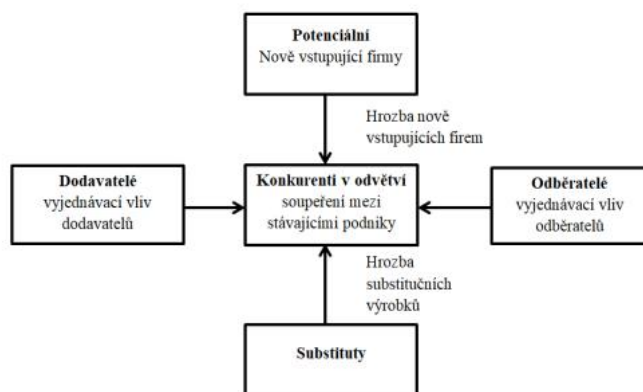 Potenciální
Nově vstupující firmy
Hrozba nově
vstupujících firem
Dodavatelé
vyjednávací vliv
dodavatelů
Konkurenti v odvětví
soupeření mezi
stávajícími podniky
Odběratelé
vyjednávací vliv
odběratelů
Hrozba
substitučních
výrobků
Substituty